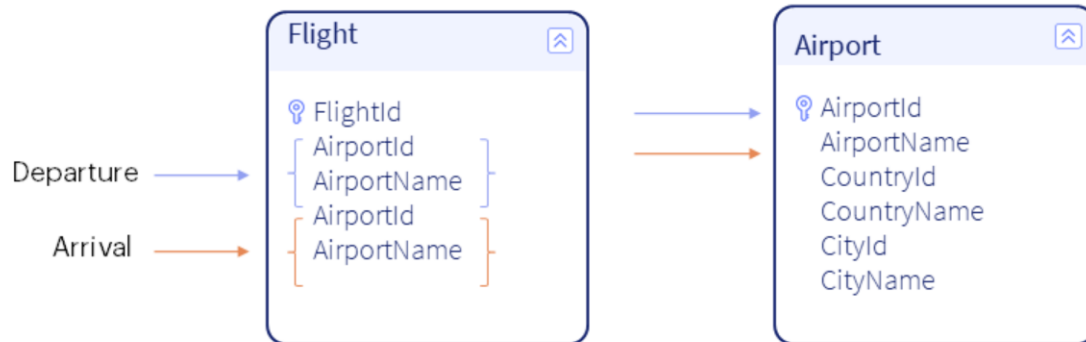 Departure
Arrival
Flight
FlightId
AirportId
AirportName
AirportId
AirportName
Airport
AirportId
AirportName
CountryId
CountryName
CityId
CityName